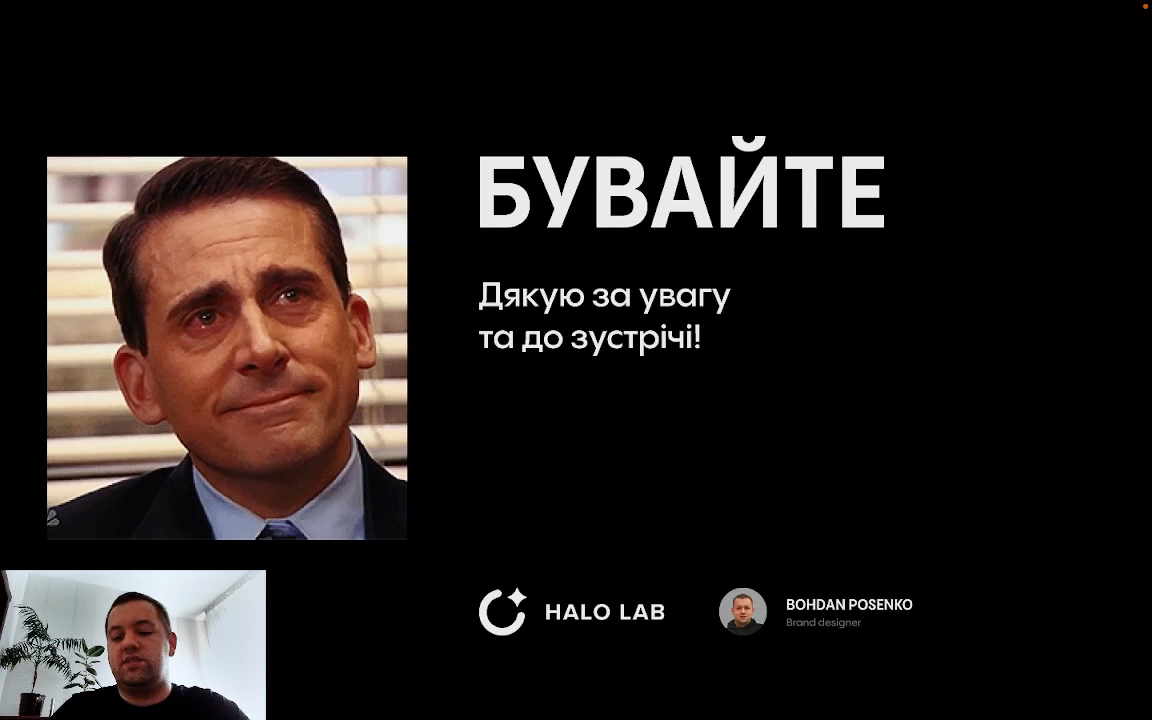 БУВАЙТЕ
Дякую за увагу
та до зустрічі!
HALO LAB
BOHDAN POSENKO
Brand designer